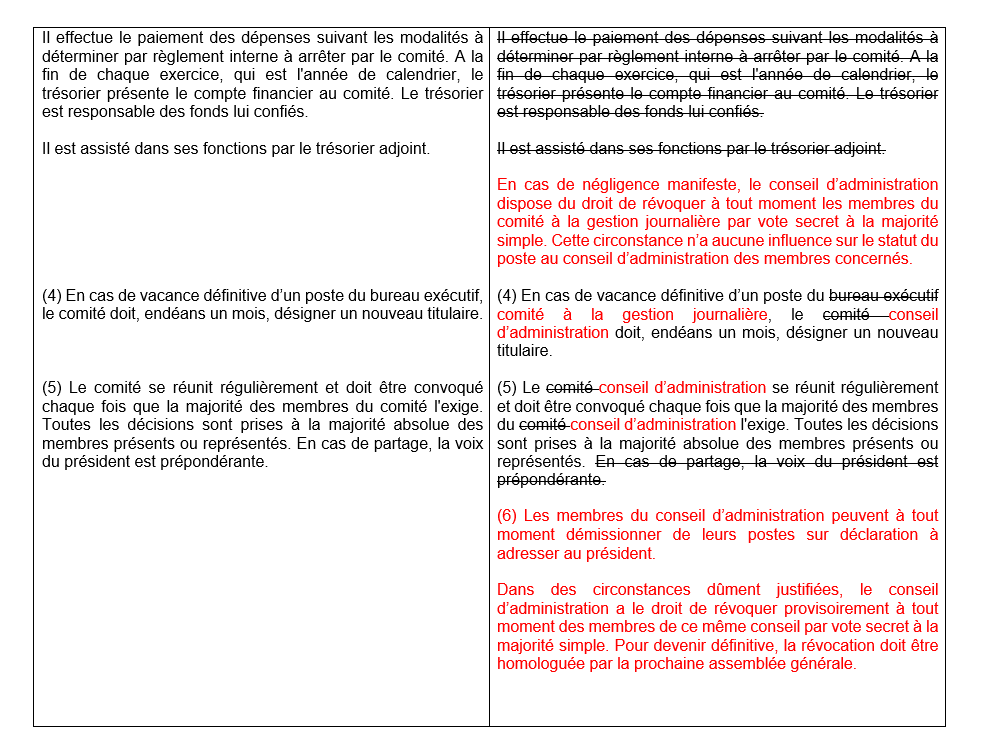 Il effectue le paiement des dépenses suivant les modalités à
déterminer par règlement interne à arrêter par le comité. A la
fin de chaque exercice, qui est l'année de calendrier, le
trésorier présente le compte financier au comité. Le trésorier
est responsable des fonds lui confiés.
Il est assisté dans ses fonctions par le trésorier adjoint.
(4) En cas de vacance définitive d’un poste du bureau exécutif,
le comité doit, endéans un mois, désigner un nouveau titulaire.
(5) Le comité se réunit régulièrement et doit être convoqué
chaque fois que la majorité des membres du comité l'exige.
Toutes les décisions sont prises à la majorité absolue des
membres présents ou représentés. En cas de partage, la voix
du président est prépondérante.
Il effectue le paiement des dépenses suivant les modalités à
déterminer par règlement interne à arrêter par le comité. A la
fin de chaque exercice, qui est l'année de calendrier, le
trésorier présente le compte financier au comité. Le trésorier
est responsable des fonds lui confiés.
Il est assisté dans ses fonctions par le trésorier adjoint.
En cas de négligence manifeste, le conseil d’administration
dispose du droit de révoquer à tout moment les membres du
comité à la gestion journalière par vote secret à la majorité
simple. Cette circonstance n’a aucune influence sur le statut du
poste au conseil d’administration des membres concernés.
(4) En cas de vacance définitive d’un poste du bureau exécutif
comité à la gestion journalière, le comité conseil
d’administration doit, endéans un mois, désigner un nouveau
titulaire.
(5) Le comité conseil d’administration se réunit régulièrement
et doit être convoqué chaque fois que la majorité des membres
du comité conseil d’administration l'exige. Toutes les décisions
sont prises à la majorité absolue des membres présents ou
représentés. En cas de partage, la voix du président est
prépondérante.
(6) Les membres du conseil d’administration peuvent à tout
moment démissionner de leurs postes sur déclaration à
adresser au président.
Dans des circonstances dûment justifiées, le conseil
d’administration a le droit de révoquer provisoirement à tout
moment des membres de ce même conseil par vote secret à la
majorité simple. Pour devenir définitive, la révocation doit être
homologuée par la prochaine assemblée générale.